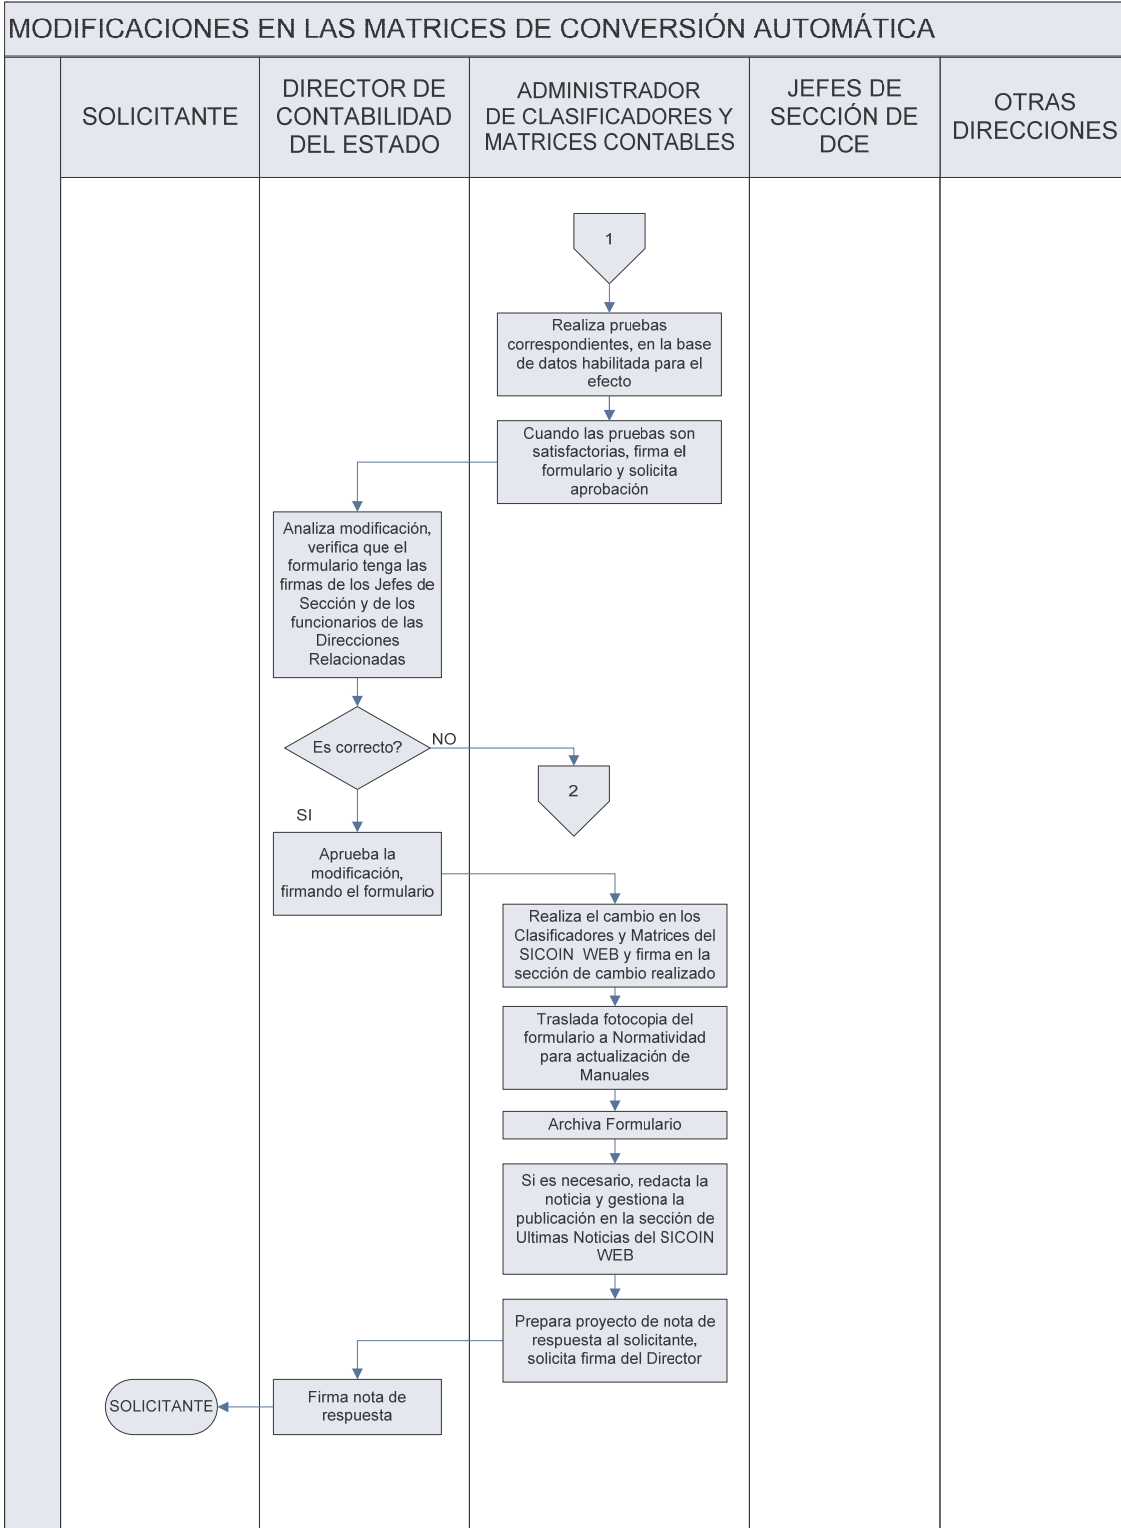 MODIFICACIONES EN LAS MATRICES DE CONVERSIÓN AUTOMÁTICA
SOLICITANTE
DIRECTOR DE
CONTABILIDAD
DEL ESTADO
ADMINISTRADOR
DE CLASIFICADORES Y
MATRICES CONTABLES
JEFES DE
SECCIÓN DE
DCE
OTRAS
DIRECCIONES
1
Realiza pruebas
correspondientes, en la base
de datos habilitada para el
efecto
Cuando las pruebas son
satisfactorias, firma el
formulario y solicita
aprobación
Analiza modificación,
verifica que el
formulario tenga las
firmas de los Jefes de
Sección y de los
funcionarios de las
Direcciones
Relacionadas
Es correcto?
NO
2
SI
Aprueba la
modificación,
firmando el formulario
Realiza el cambio en los
Clasificadores y Matrices del
SICOIN WEB y firma en la
sección de cambio realizado
Traslada fotocopia del
formulario a Normatividad
para actualización de
Manuales
Archiva Formulario
Si es necesario, redacta la
noticia y gestiona la
publicación en la sección de
Ultimas Noticias del SICOIN
WEB
Prepara proyecto de nota de
respuesta al solicitante,
solicita firma del Director
Firma nota de
respuesta
SOLICITANTE